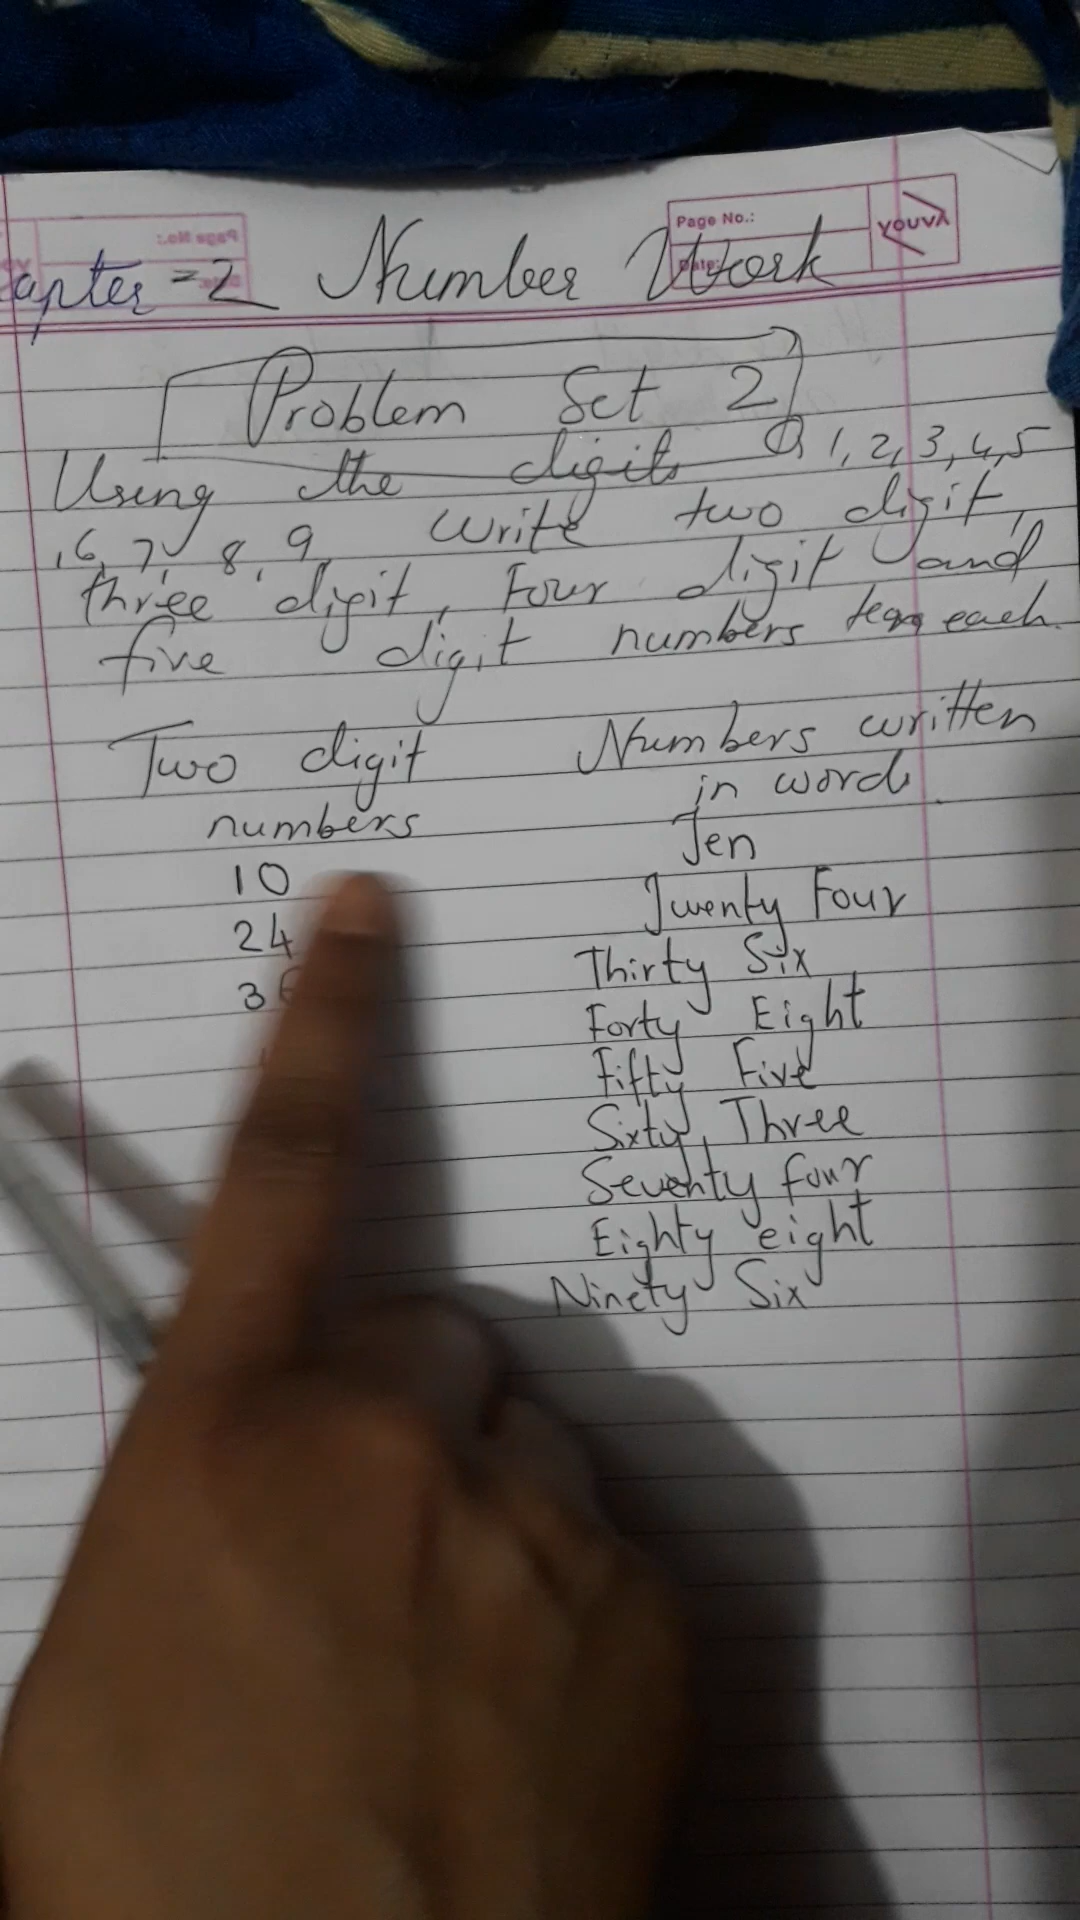 Page No.:
Date:
YOUVA
apter = 2 Number Work
Problem Set 2
Using the digits 0, 1, 2, 3, 4, 5
, 6, 7, 8, 9 write two digit,
three digit, Four digit and
five digit numbers ten each.
Two digit Numbers written
numbers in word
10 Ten
24 Twenty Four
36 Thirty Six
Forty Eight
Fifty Five
Sixty Three
Seventy four
Eighty eight
Ninety Six